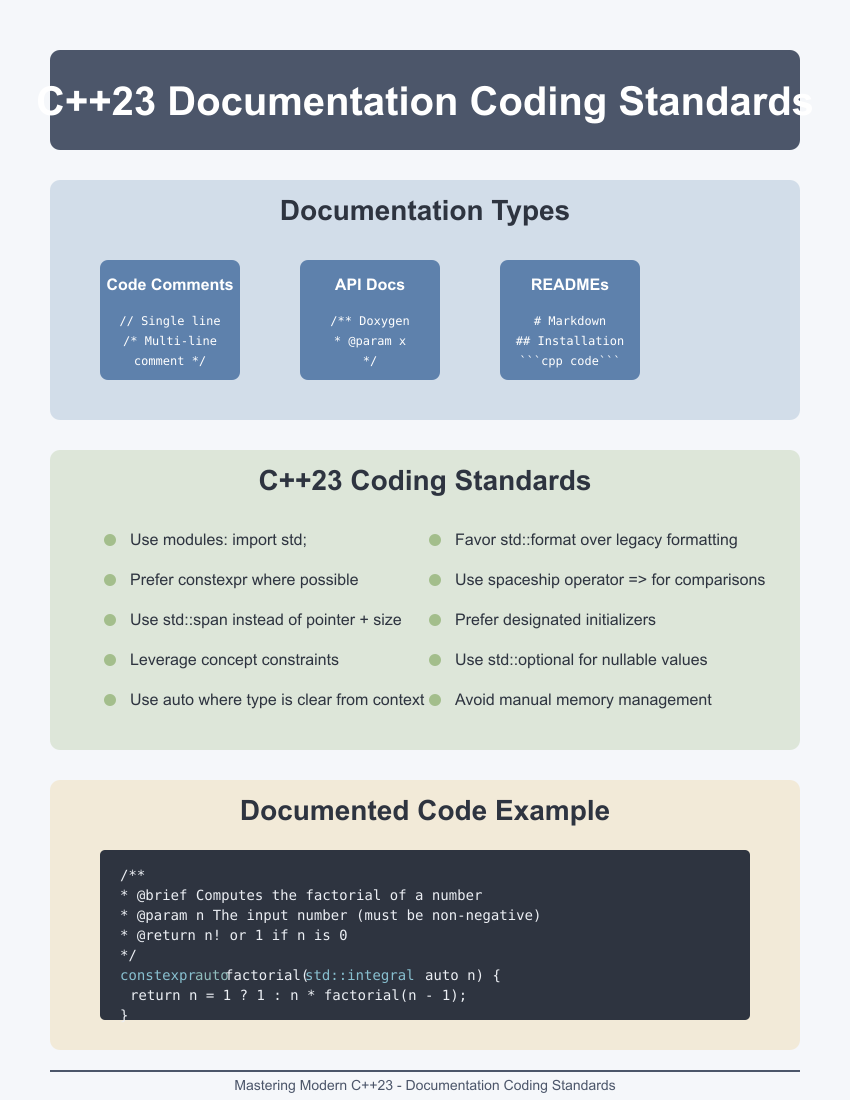 C++23 Documentation Coding Standards
Documentation Types
Code Comments
// Single line
/* Multi-line
comment */
API Docs
/** Doxygen
* @param x
*/
READMEs
# Markdown
## Installation
```cpp code```
C++23 Coding Standards
Use modules: import std;
Prefer constexpr where possible
Use std::span instead of pointer + size
Leverage concept constraints
Use auto where type is clear from context
Favor std::format over legacy formatting
Use spaceship operator => for comparisons
Prefer designated initializers
Use std::optional for nullable values
Avoid manual memory management
Documented Code Example
/**
* @brief Computes the factorial of a number
* @param n The input number (must be non-negative)
* @return n! or 1 if n is 0
*/
constexpr auto factorial(std::integral auto n) {
return n = 1 ? 1 : n * factorial(n - 1);
}
Mastering Modern C++23 - Documentation Coding Standards